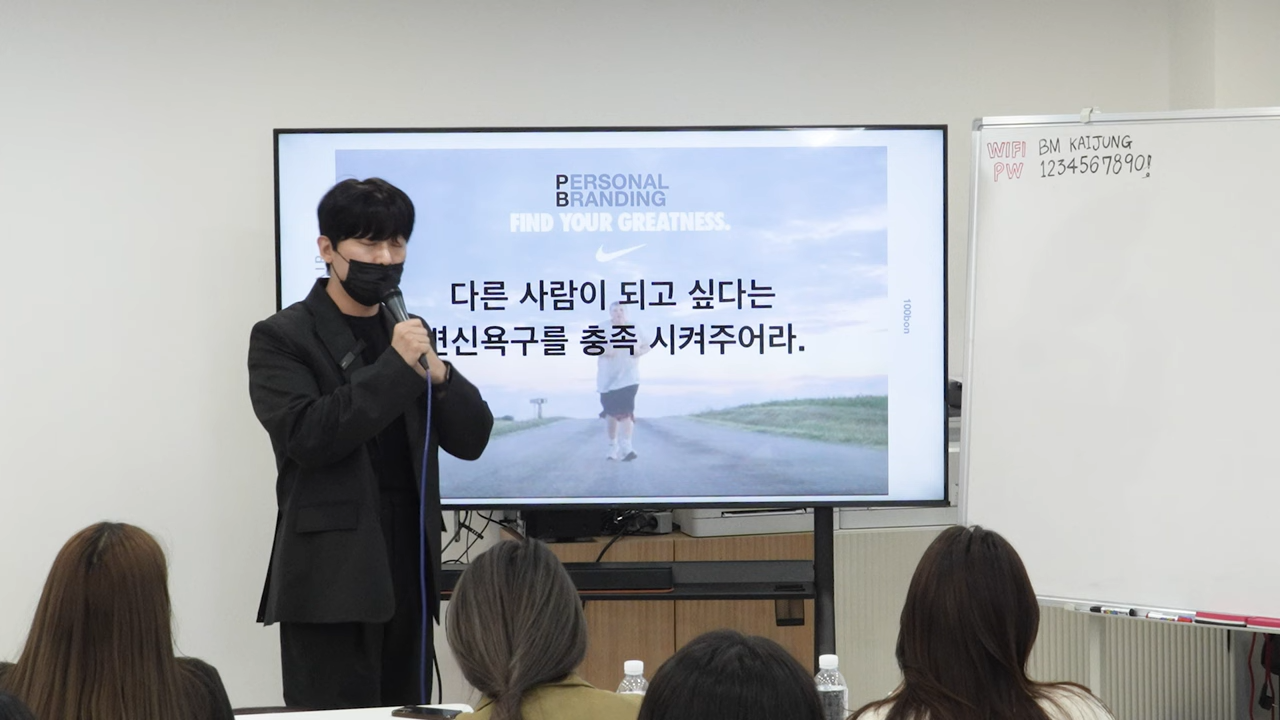 PERSONAL
BRANDING
FIND YOUR GREATNESS.
다른 사람이 되고 싶다는
변신욕구를 충족 시켜주어라.
100bon
WIFI BM KAIJUNG
PW 1234567890!